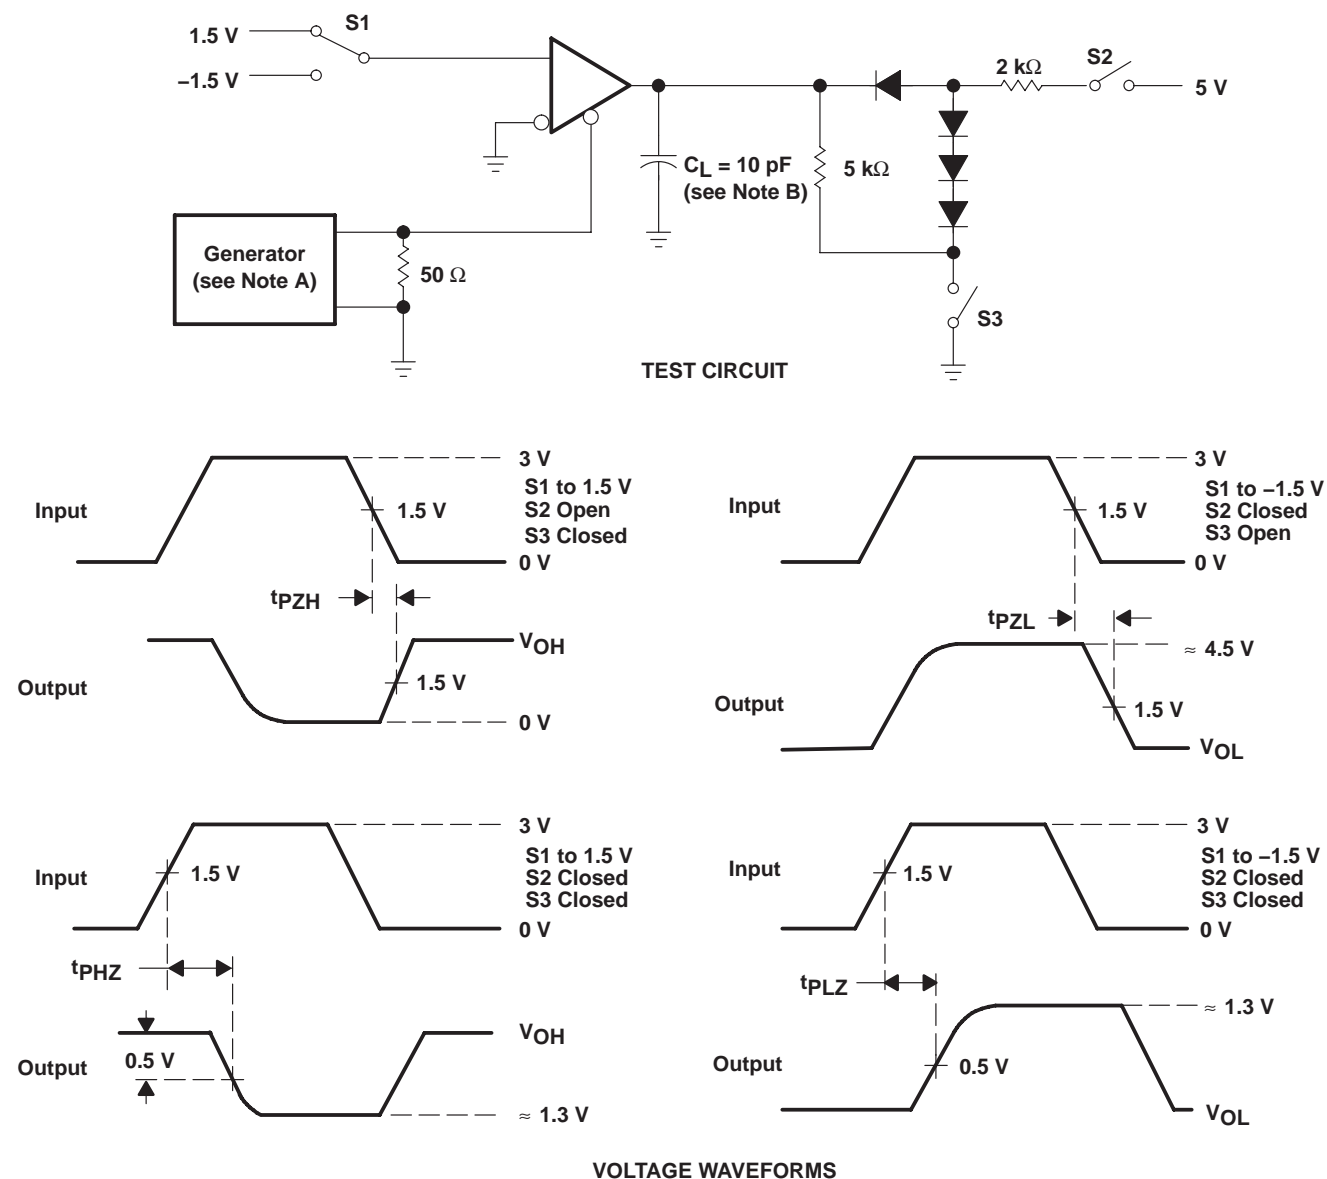 1.5 V
S1
–1.5 V
2 kΩ
S2
5 V
CL = 10 pF
(see Note B)
5 kΩ
Generator
(see Note A)
50 Ω
S3
TEST CIRCUIT
Input
3 V
1.5 V
S1 to 1.5 V
S2 Open
S3 Closed
0 V
tPZH
Output
VOH
1.5 V
0 V
Input
3 V
1.5 V
S1 to –1.5 V
S2 Closed
S3 Open
0 V
tPZL
Output
≈ 4.5 V
1.5 V
VOL
Input
3 V
1.5 V
S1 to 1.5 V
S2 Closed
S3 Closed
0 V
tPHZ
Output
0.5 V
VOH
≈ 1.3 V
Input
3 V
1.5 V
S1 to –1.5 V
S2 Closed
S3 Closed
0 V
tPLZ
Output
≈ 1.3 V
0.5 V
VOL
VOLTAGE WAVEFORMS